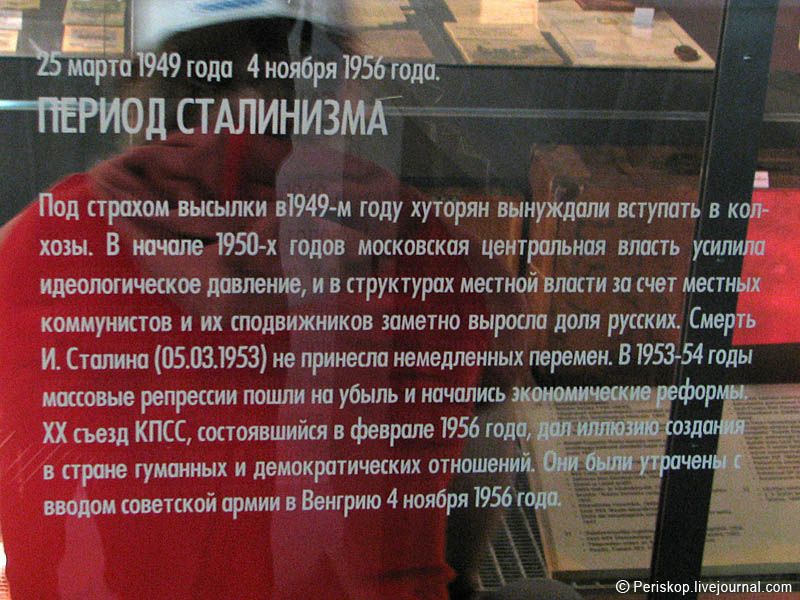 25 марта 1949 года 4 ноября 1956 года.
ПЕРИОД СТАЛИНИЗМА
Под страхом высылки в1949-м году хуторян вынуждали вступать в кол-
хозы. В начале 1950-х годов московская центральная власть усилила
идеологическое давление, и в структурах местной власти за счет местных
коммунистов и их сподвижников заметно выросла доля русских. Смерть
И. Сталина (05.03.1953) не принесла немедленных перемен. В 1953-54 годы
массовые репрессии пошли на убыль и начались экономические реформы.
XX съезд КПСС, состоявшийся в феврале 1956 года, дал иллюзию создания
в стране гуманных и демократических отношений. Они были утрачены с
вводом советской армии в Венгрию 4 ноября 1956 года.
© Periskop.livejournal.com